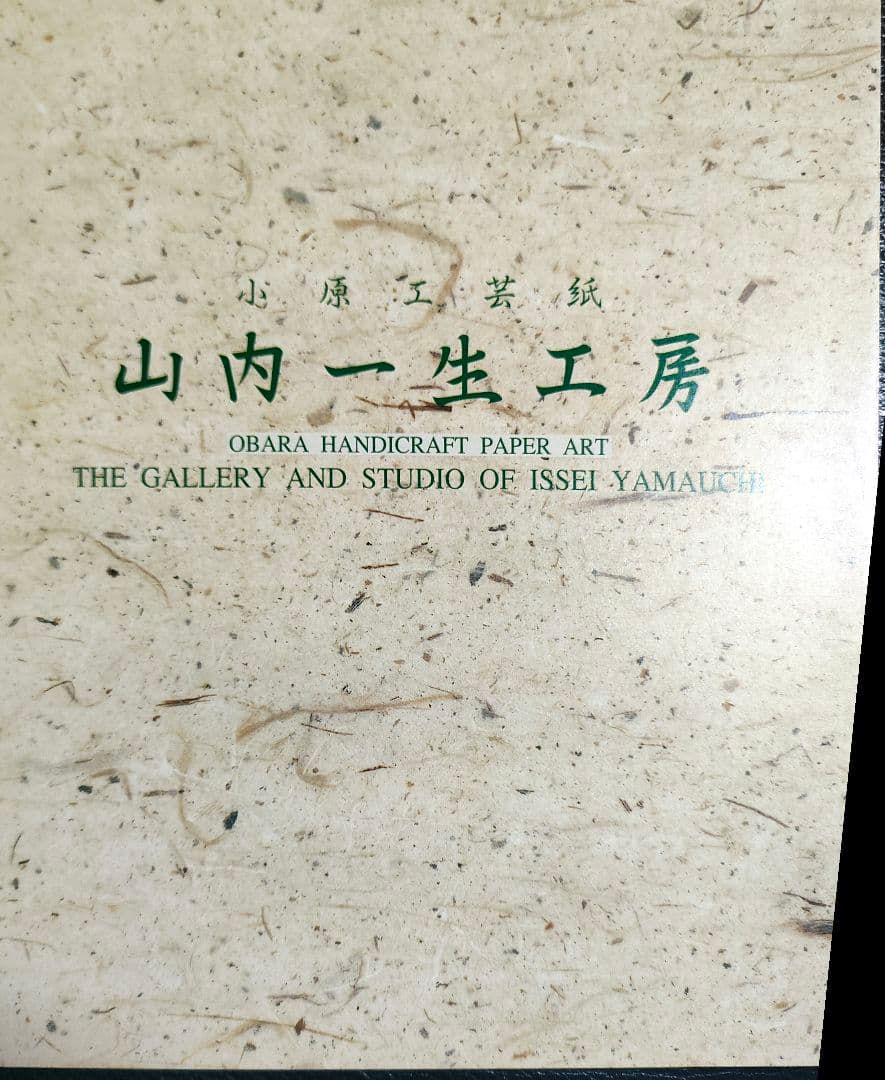 小原工芸紙
山内一生工房
OBARA HANDICRAFT PAPER ART
THE GALLERY AND STUDIO OF ISSEI YAMAUCHI